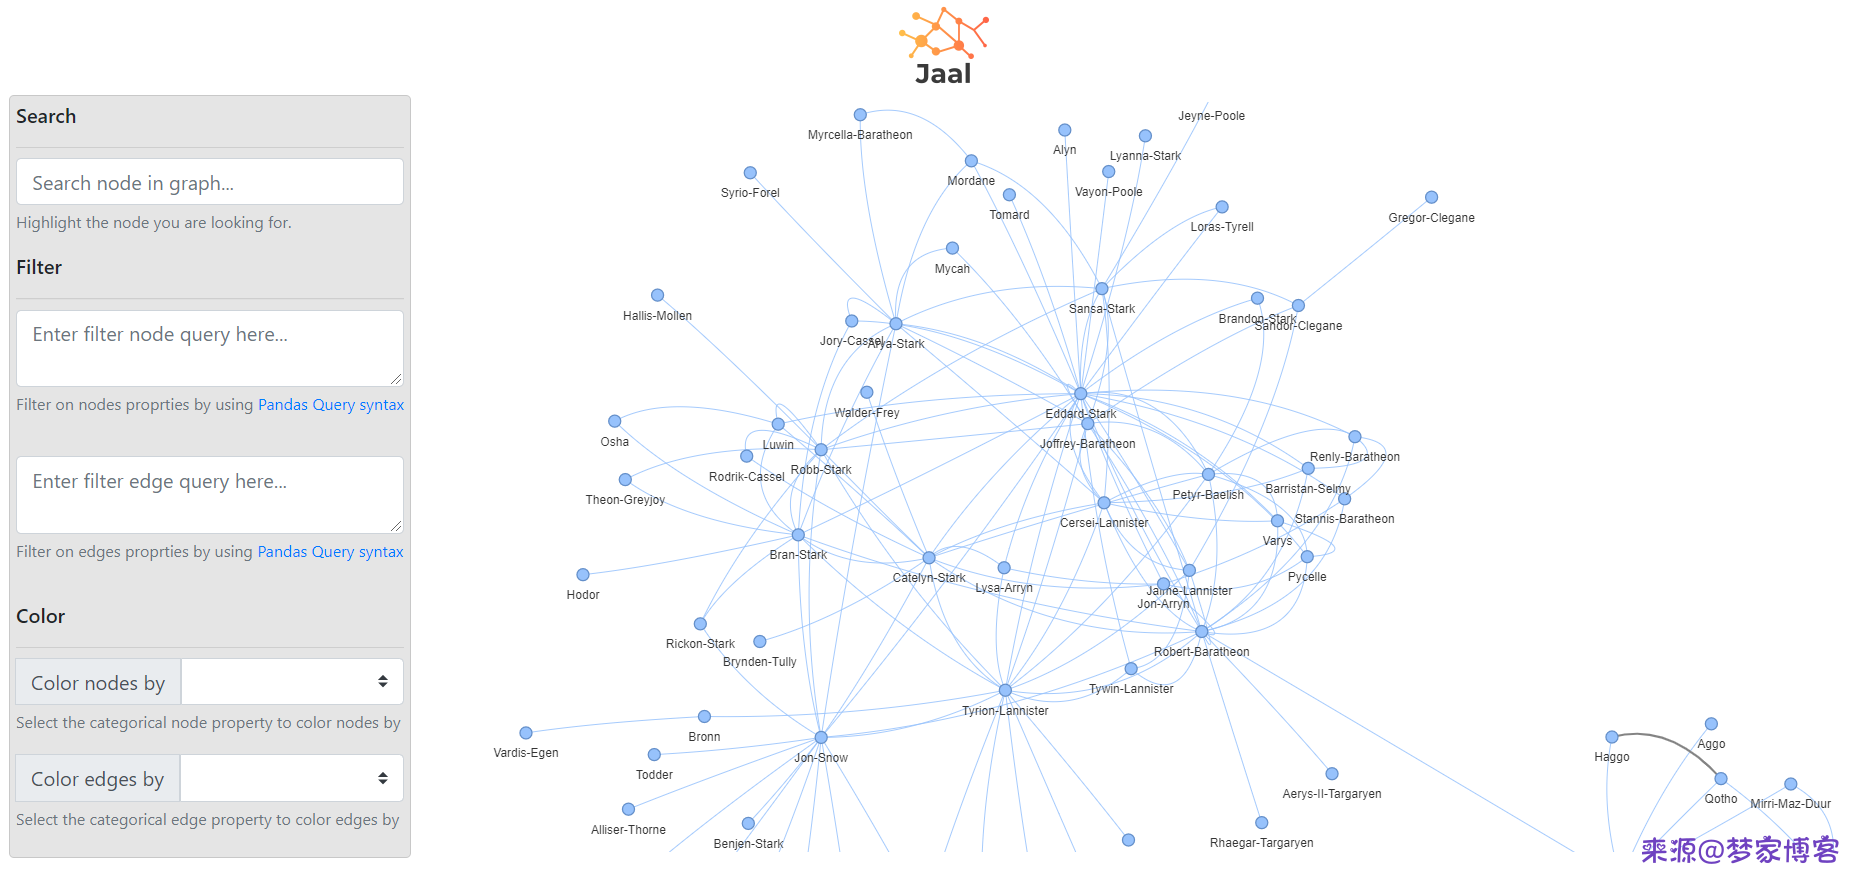 Jaal
Search
Search node in graph...
Highlight the node you are looking for.
Filter
Enter filter node query here...
Filter on nodes proprties by using Pandas Query syntax
Enter filter edge query here...
Filter on edges proprties by using Pandas Query syntax
Color
Color nodes by
Select the categorical node property to color nodes by
Color edges by
Select the categorical edge property to color edges by
Jeyne-Poole
Myrcella-Baratheon
Alyn
Lyanna-Stark
Mordane
Syrio-Forel
Vayon-Poole
Tomard
Gregor-Clegane
Loras-Tyrell
Mycah
Sansa-Stark
Hallis-Mollen
Brandon-Stark
Sandor-Clegane
Jory-Cassel
Arya-Stark
Walder-Frey
Eddard-Stark
Osha
Luwin
Joffrey-Baratheon
Renly-Baratheon
Robb-Stark
Rodrik-Cassel
Barristan-Selmy
Petyr-Baelish
Theon-Greyjoy
Stannis-Baratheon
Cersei-Lannister
Varys
Bran-Stark
Catelyn-Stark
Pycelle
Lysa-Arryn
Jaime-Lannister
Hodor
Jon-Arryn
Rickon-Stark
Robert-Baratheon
Brynden-Tully
Tywin-Lannister
Tyrion-Lannister
Bronn
Vardis-Egen
Jon-Snow
Aggo
Haggo
Todder
Aerys-II-Targaryen
Qotho
Mirri-Maz-Duur
Alliser-Thorne
Benjen-Stark
Rhaegar-Targaryen
来源@梦家博客